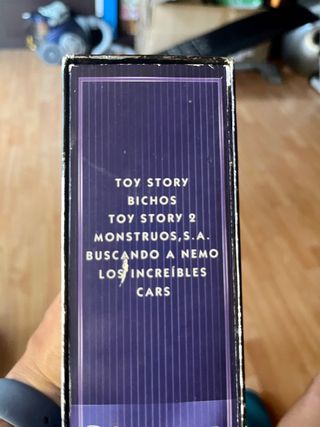 TOY STORY
BICHOS
TOY STORY 2
MONSTRUOS,S.A.
BUSCANDO A NEMO
LOS INCREÍBLES
CARS